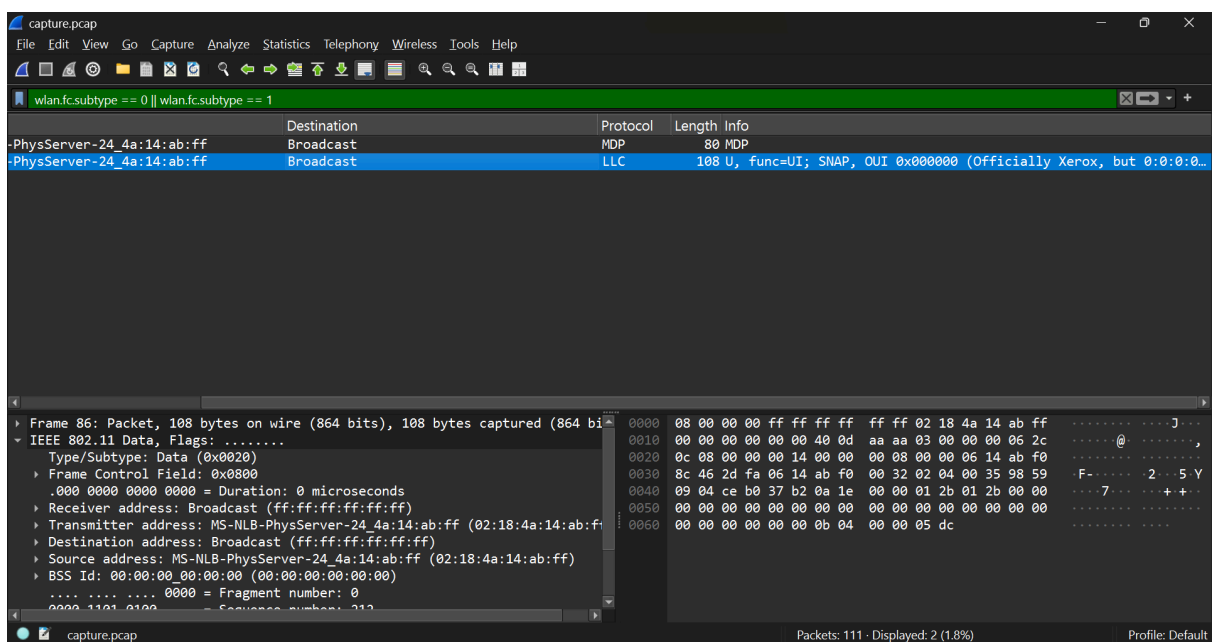 capture.pcap
File Edit View Go Capture Analyze Statistics Telephony Wireless Tools Help
wlan.fc.subtype == 0 || wlan.fc.subtype == 1
Destination Protocol Length Info
-PhysServer-24_4a:14:ab:ff Broadcast MDP 80 MDP
-PhysServer-24_4a:14:ab:ff Broadcast LLC 108 U, func=UI; SNAP, OUI 0x000000 (Officially Xerox, but 0:0:0:0…
Frame 86: Packet, 108 bytes on wire (864 bits), 108 bytes captured (864 bi
IEEE 802.11 Data, Flags: ........
Type/Subtype: Data (0x0020)
Frame Control Field: 0x0800
.000 0000 0000 0000 = Duration: 0 microseconds
Receiver address: Broadcast (ff:ff:ff:ff:ff:ff)
Transmitter address: MS-NLB-PhysServer-24_4a:14:ab:ff (02:18:4a:14:ab:f
Destination address: Broadcast (ff:ff:ff:ff:ff:ff)
Source address: MS-NLB-PhysServer-24_4a:14:ab:ff (02:18:4a:14:ab:ff)
BSS Id: 00:00:00_00:00:00 (00:00:00:00:00:00)
.... .... .... 0000 = Fragment number: 0
0000 1101 0100 .... = Sequence number: 212
0000 08 00 00 00 ff ff ff ff ff ff 02 18 4a 14 ab ff ··········J···
0010 00 00 00 00 00 00 40 0d aa aa 03 00 00 00 06 2c ······@········,
0020 0c 08 00 00 00 14 00 00 00 08 00 00 06 14 ab f0 ················
0030 8c 46 2d fa 06 14 ab f0 00 32 02 04 00 35 98 59 ·F-······2···5·Y
0040 09 04 ce b0 37 b2 0a 1e 00 00 01 2b 01 2b 00 00 ····7······+·+··
0050 00 00 00 00 00 00 00 00 00 00 00 00 00 00 00 00 ················
0060 00 00 00 00 00 00 0b 04 00 00 05 dc ············
capture.pcap Packets: 111 · Displayed: 2 (1.8%) Profile: Default